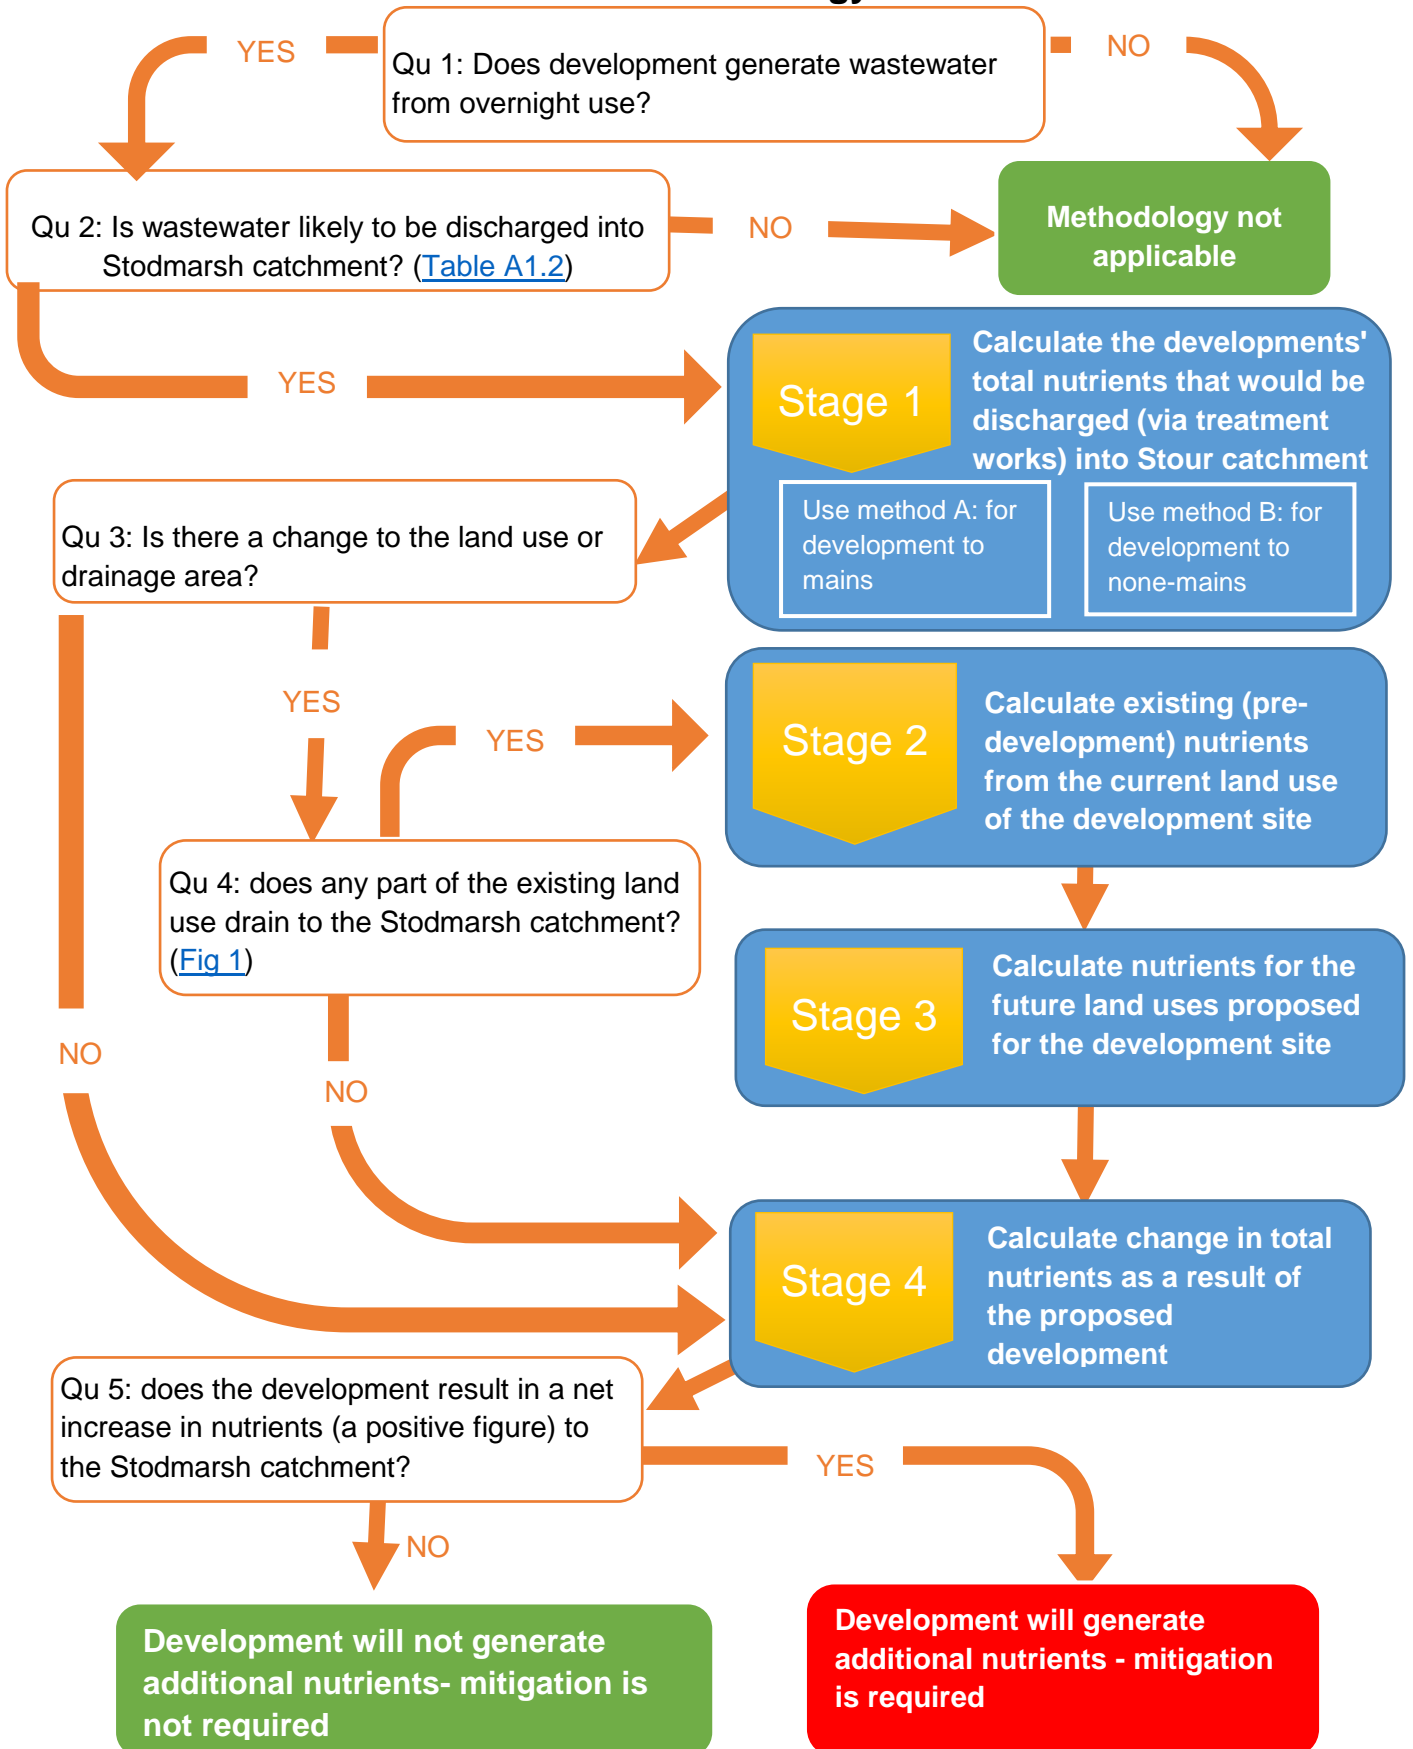 YES
NO
Qu 1: Does development generate wastewater
from overnight use?
Qu 2: Is wastewater likely to be discharged into
Stodmarsh catchment? (Table A1.2)
NO
Methodology not
applicable
YES
Stage 1
Calculate the developments'
total nutrients that would be
discharged (via treatment
works) into Stour catchment
Use method A: for
development to
mains
Use method B: for
development to
none-mains
Qu 3: Is there a change to the land use or
drainage area?
YES
YES
Stage 2
Calculate existing (pre-
development) nutrients
from the current land use
of the development site
Qu 4: does any part of the existing land
use drain to the Stodmarsh catchment?
(Fig 1)
Stage 3
Calculate nutrients for the
future land uses proposed
for the development site
NO
NO
Stage 4
Calculate change in total
nutrients as a result of
the proposed
development
Qu 5: does the development result in a net
increase in nutrients (a positive figure) to
the Stodmarsh catchment?
YES
NO
Development will not generate
additional nutrients- mitigation is
not required
Development will generate
additional nutrients - mitigation
is required